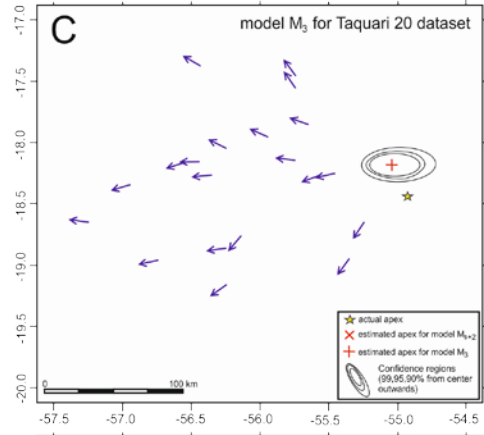 C
model M₃ for Taquari 20 dataset
-17.0
-17.5
-18.0
-18.5
-19.0
-19.5
-20.0
actual apex
estimated apex for model Mₛ₊₂
estimated apex for model M₃
Confidence regions
(99,95,90% from center
outwards)
0
100 km
-57.5
-57.0
-56.5
-56.0
-55.5
-55.0
-54.5